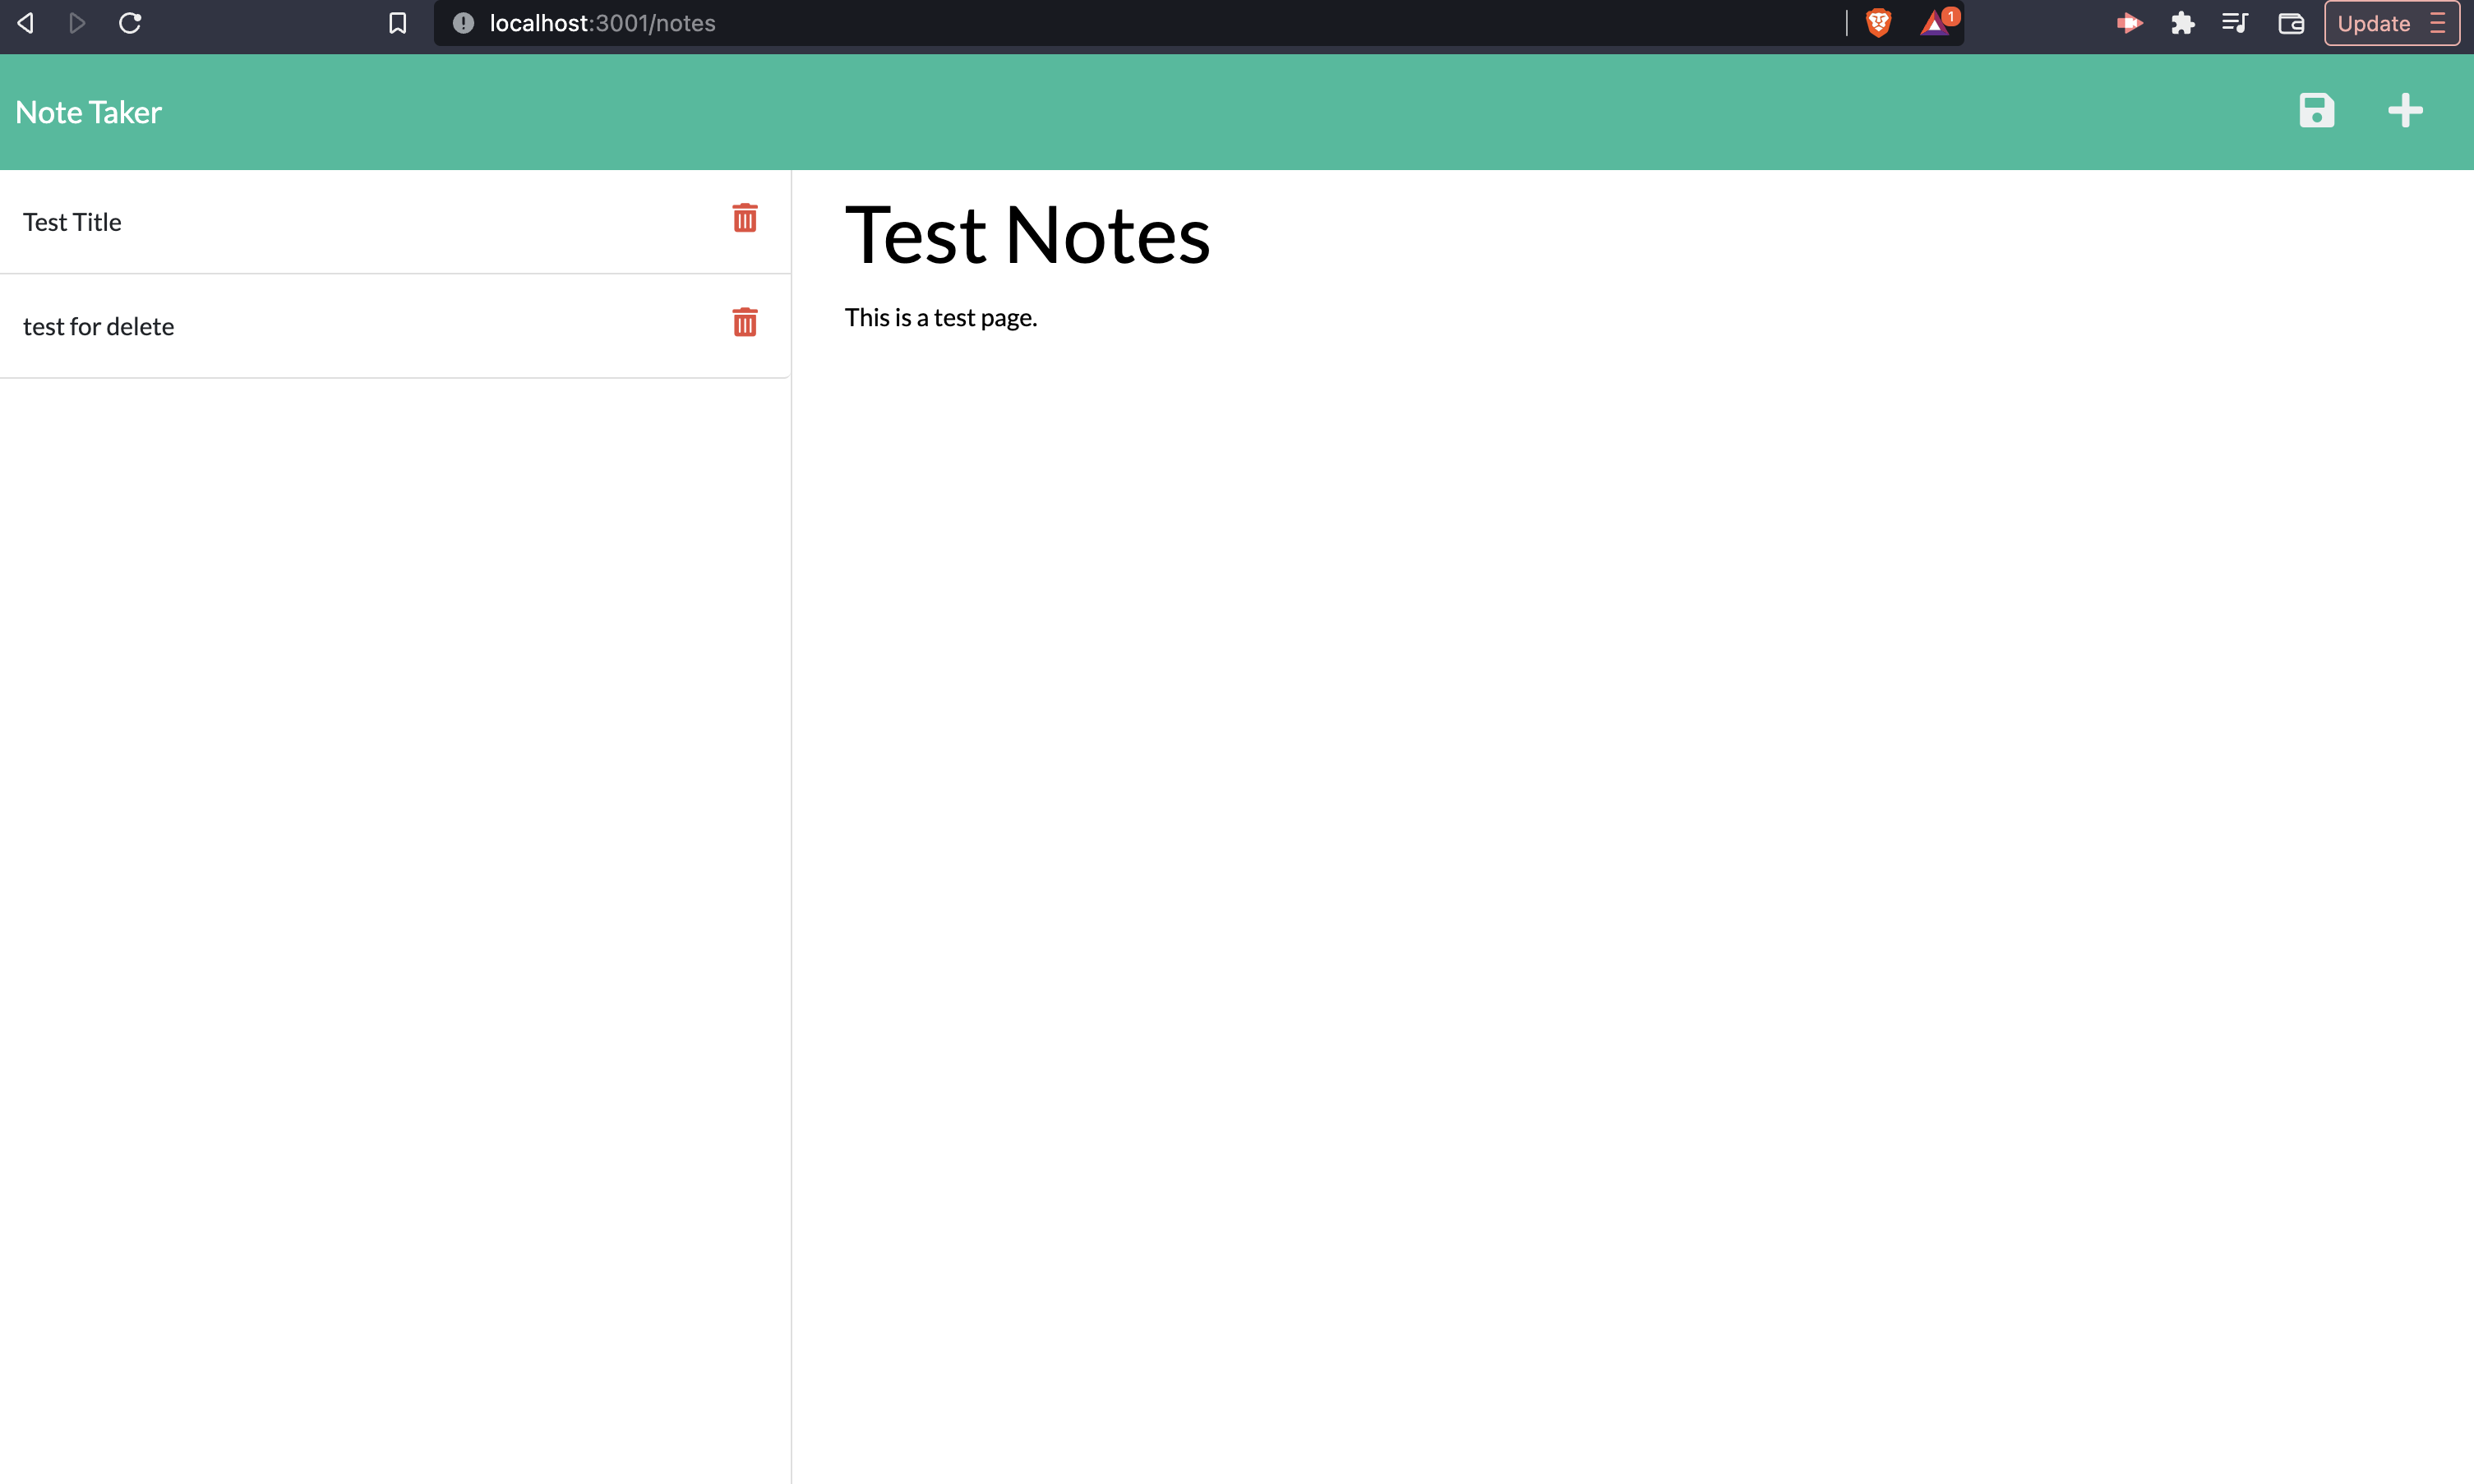 localhost:3001/notes
1
Update
Note Taker
Test Title
test for delete
Test Notes
This is a test page.